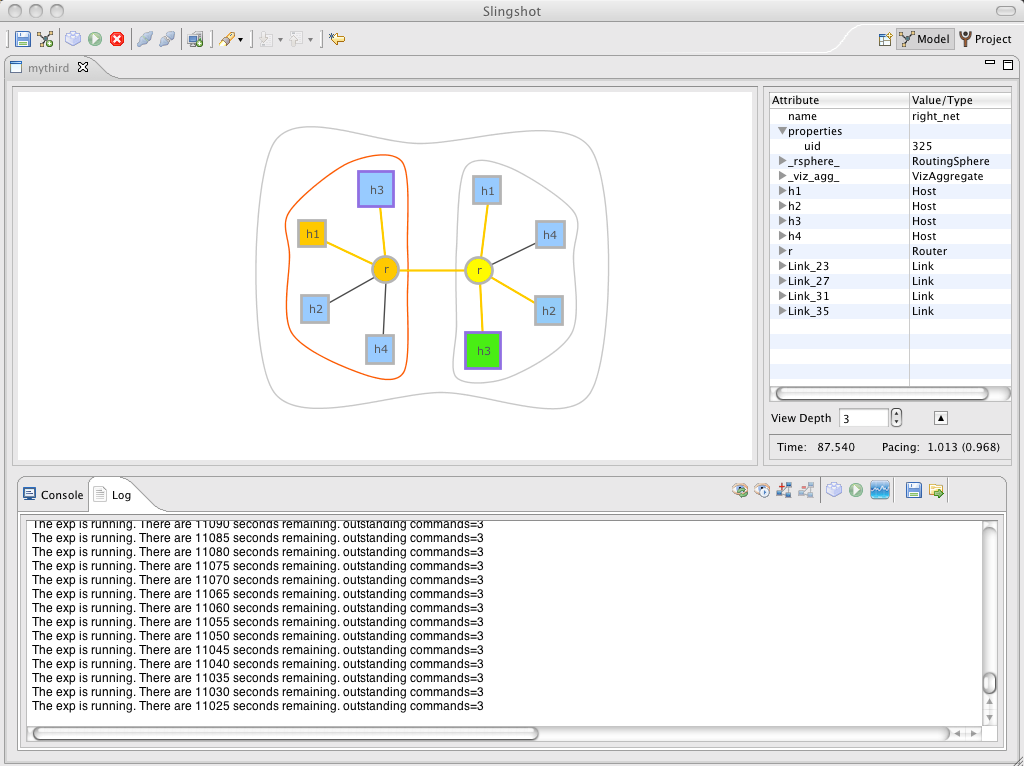 Slingshot
Model
Project
mythird
h3
h1
r
h2
h4
h1
h4
r
h2
h3
Attribute Value/Type
name right_net
properties
uid 325
_rsphere_ RoutingSphere
_viz_agg_ VizAggregate
h1 Host
h2 Host
h3 Host
h4 Host
r Router
Link_23 Link
Link_27 Link
Link_31 Link
Link_35 Link
View Depth 3
Time: 87.540 Pacing: 1.013 (0.968)
Console
Log
The exp is running. There are 11090 seconds remaining. outstanding commands=3
The exp is running. There are 11085 seconds remaining. outstanding commands=3
The exp is running. There are 11080 seconds remaining. outstanding commands=3
The exp is running. There are 11075 seconds remaining. outstanding commands=3
The exp is running. There are 11070 seconds remaining. outstanding commands=3
The exp is running. There are 11065 seconds remaining. outstanding commands=3
The exp is running. There are 11060 seconds remaining. outstanding commands=3
The exp is running. There are 11055 seconds remaining. outstanding commands=3
The exp is running. There are 11050 seconds remaining. outstanding commands=3
The exp is running. There are 11045 seconds remaining. outstanding commands=3
The exp is running. There are 11040 seconds remaining. outstanding commands=3
The exp is running. There are 11035 seconds remaining. outstanding commands=3
The exp is running. There are 11030 seconds remaining. outstanding commands=3
The exp is running. There are 11025 seconds remaining. outstanding commands=3